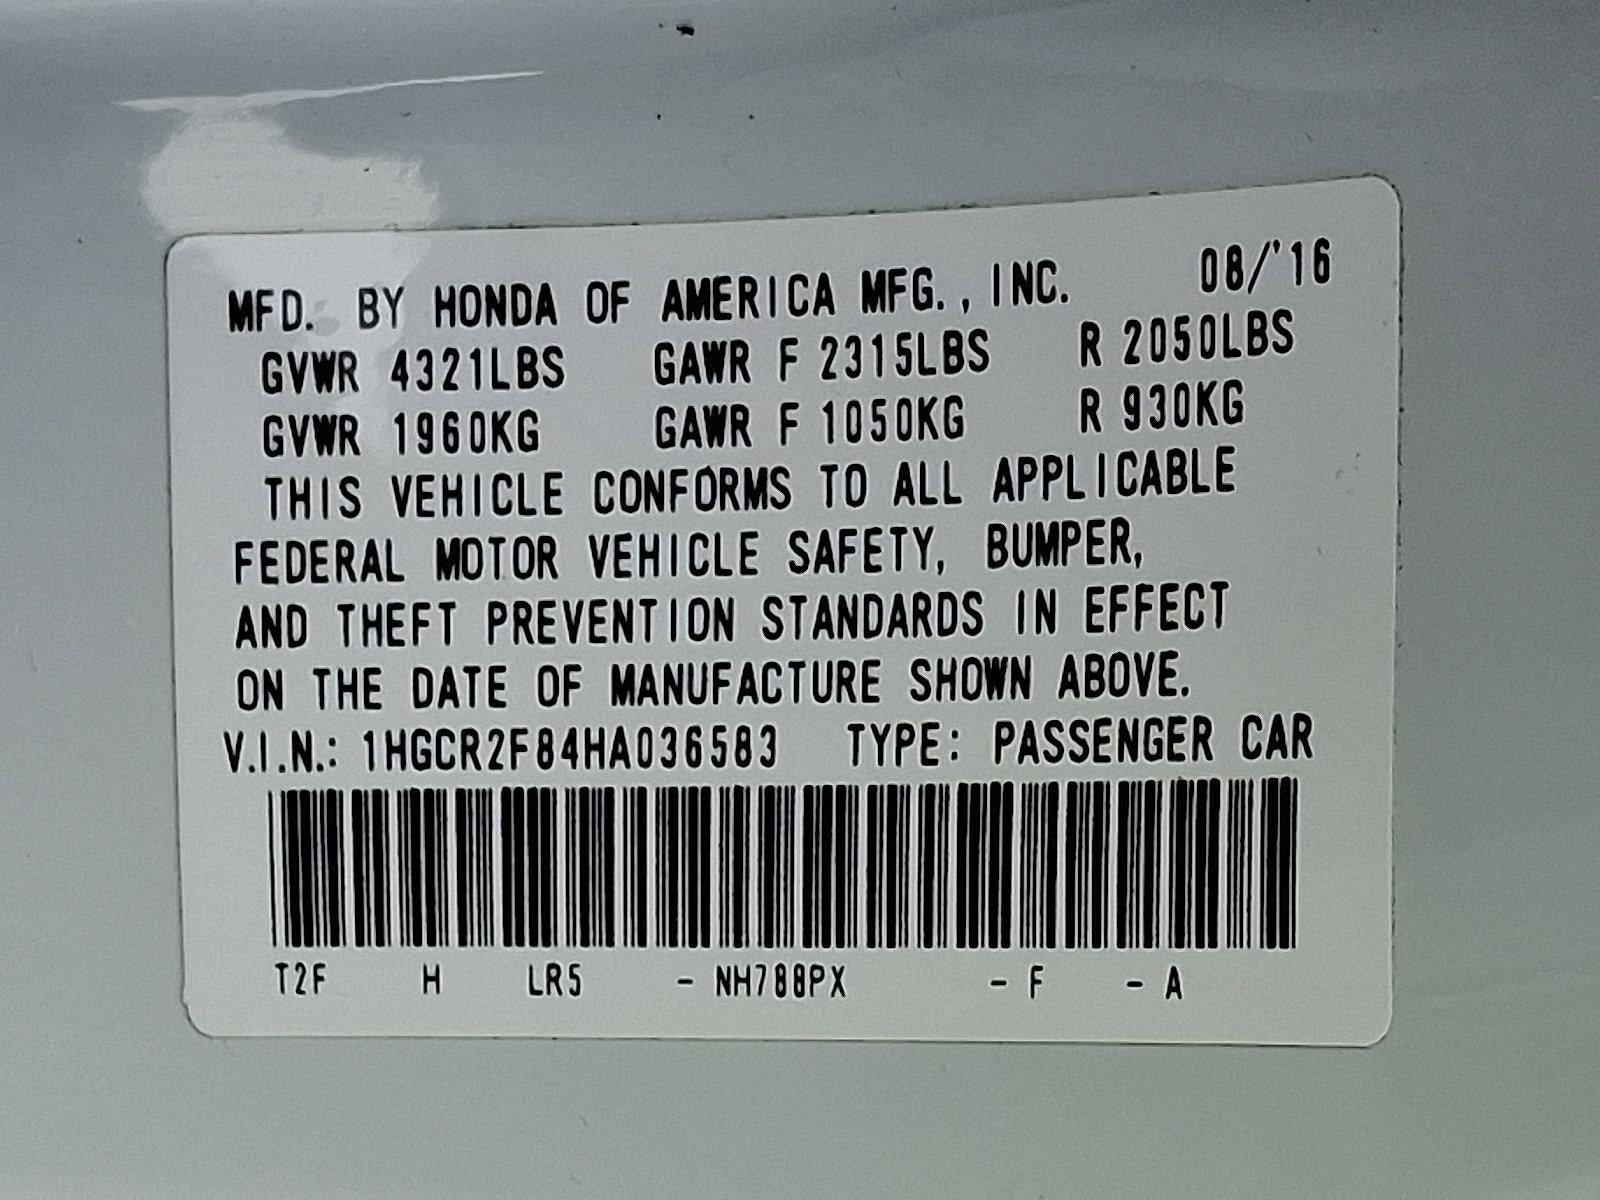 MFD. BY HONDA OF AMERICA MFG., INC. 08/'16
GVWR 4321LBS GAWR F 2315LBS R 2050LBS
GVWR 1960KG GAWR F 1050KG R 930KG
THIS VEHICLE CONFORMS TO ALL APPLICABLE
FEDERAL MOTOR VEHICLE SAFETY, BUMPER,
AND THEFT PREVENTION STANDARDS IN EFFECT
ON THE DATE OF MANUFACTURE SHOWN ABOVE.
V.I.N.: 1HGCR2F84HA036583 TYPE: PASSENGER CAR
T2F H LR5 - NH788PX - F - A